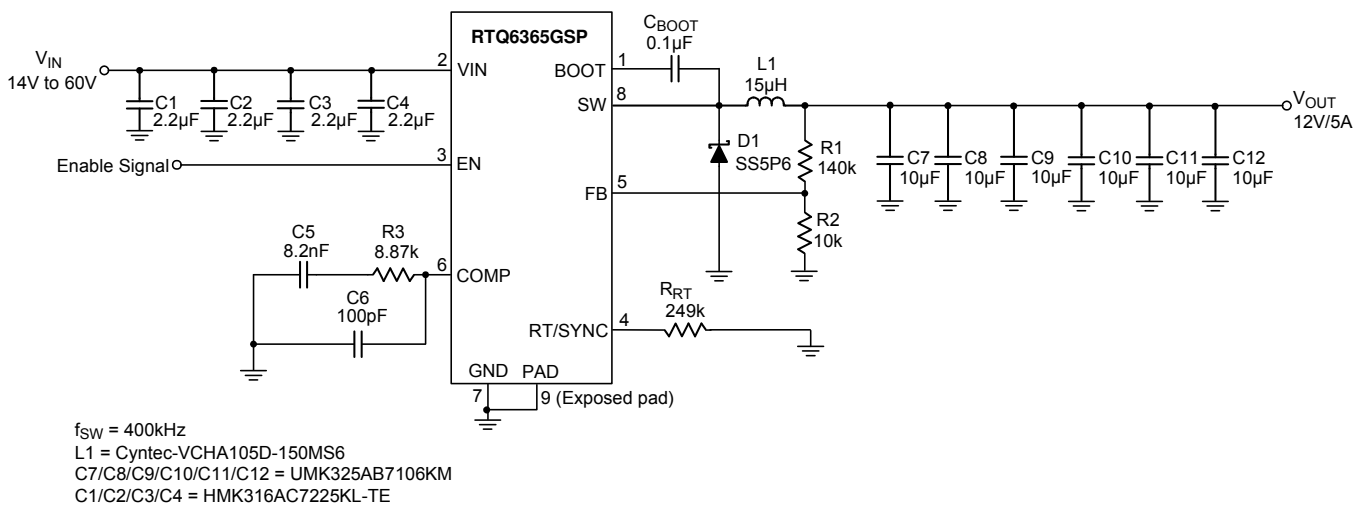 RTQ6365GSP
V_IN
14V to 60V
C1
2.2µF
C2
2.2µF
C3
2.2µF
C4
2.2µF
2
VIN
Enable Signal
3
EN
C5
8.2nF
R3
8.87k
6
COMP
C6
100pF
GND
7
PAD
9 (Exposed pad)
BOOT
1
C_BOOT
0.1µF
SW
8
L1
15µH
D1
SS5P6
R1
140k
FB
5
R2
10k
RT/SYNC
4
R_RT
249k
C7
10µF
C8
10µF
C9
10µF
C10
10µF
C11
10µF
C12
10µF
V_OUT
12V/5A
f_SW = 400kHz
L1 = Cyntec-VCHA105D-150MS6
C7/C8/C9/C10/C11/C12 = UMK325AB7106KM
C1/C2/C3/C4 = HMK316AC7225KL-TE